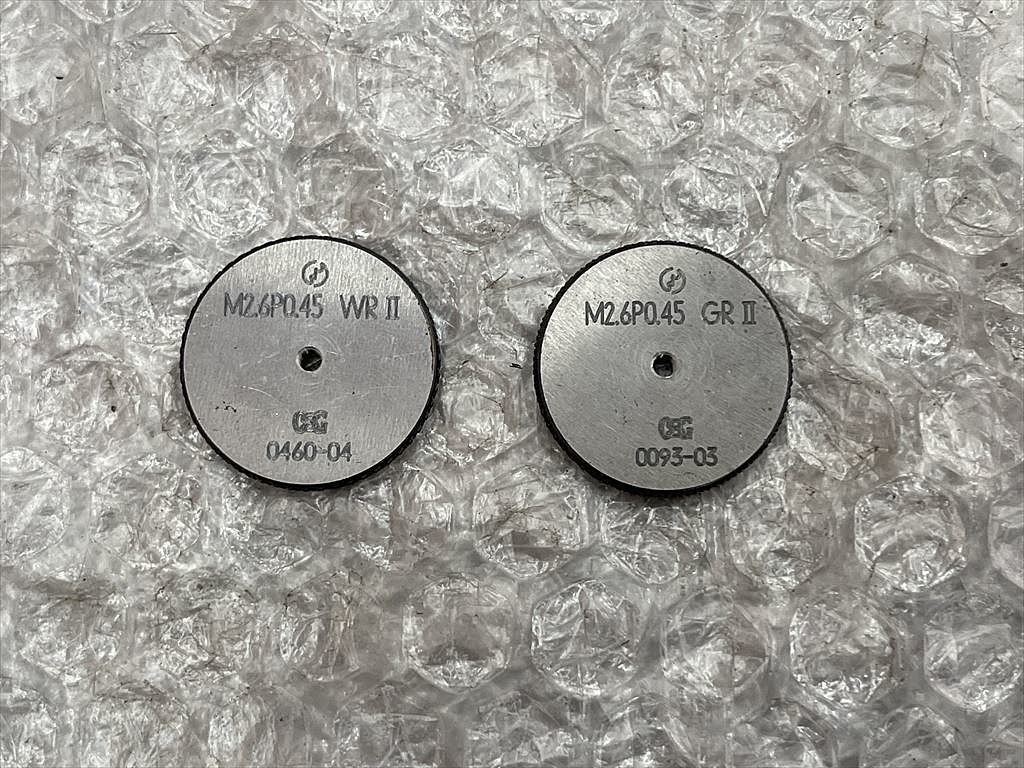 M2.6P0.45 WR II
OSG
0460-04
M2.6P0.45 GR II
OSG
0093-03